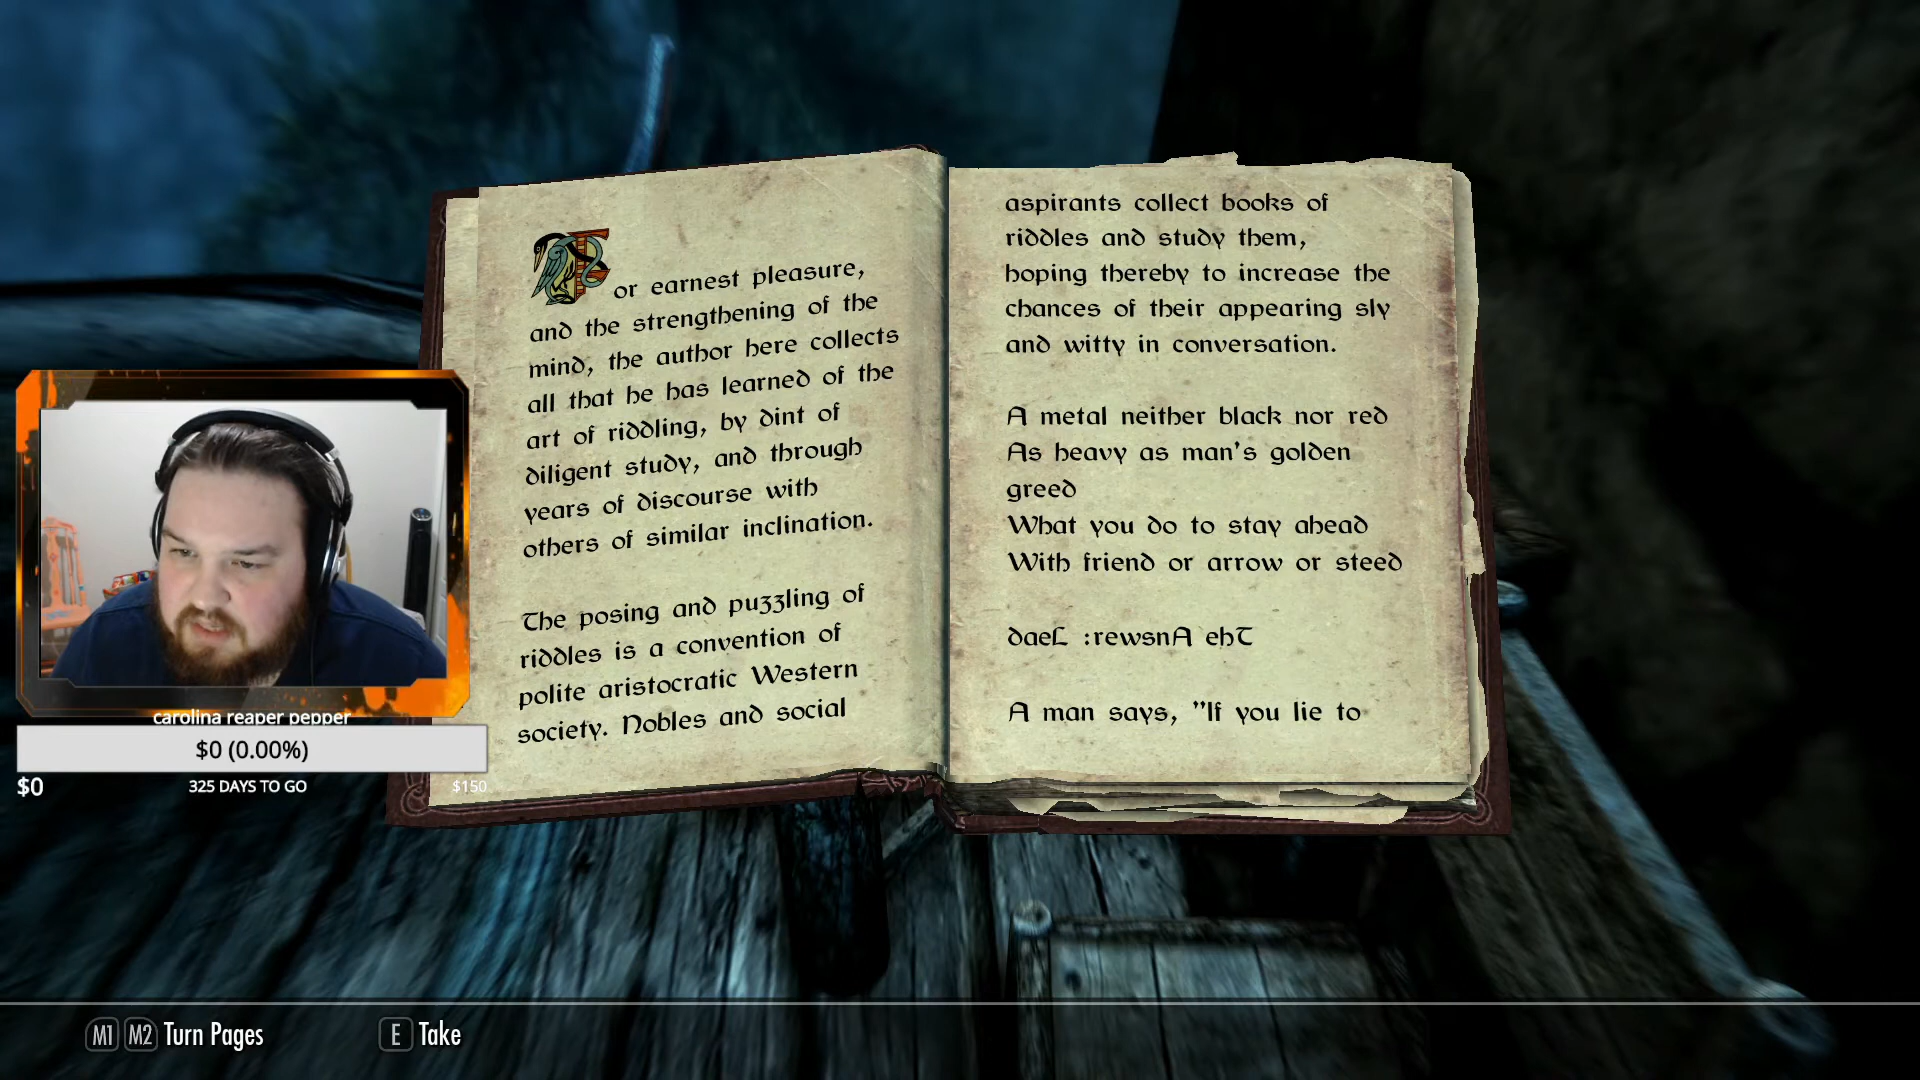 For earnest pleasure,
and the strengthening of the
mind, the author here collects
all that he has learned of the
art of riddling, by dint of
diligent study, and through
years of discourse with
others of similar inclination.
The posing and puzzling of
riddles is a convention of
polite aristocratic Western
society. Nobles and social
aspirants collect books of
riddles and study them,
hoping thereby to increase the
chances of their appearing sly
and witty in conversation.
A metal neither black nor red
As heavy as man's golden
greed
What you do to stay ahead
With friend or arrow or steed
daeL :rewsnA ehT
A man says, "If you lie to
carolina reaper pepper
$0 (0.00%)
$0
325 DAYS TO GO
$150
M1 M2 Turn Pages
E Take